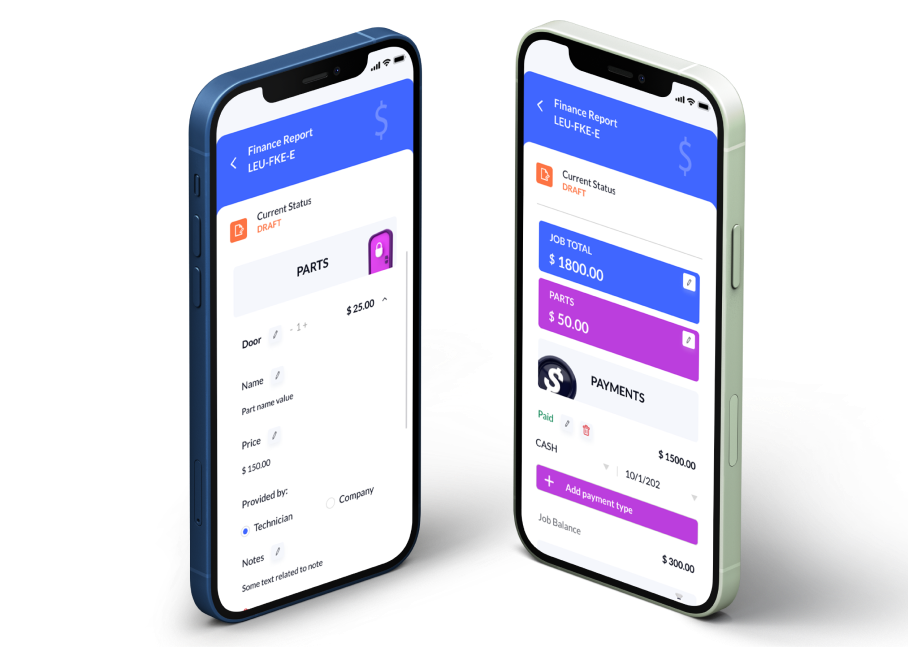 Finance Report
LEU-FKE-E
Current Status
DRAFT
PARTS
$ 25.00
Door
- 1 +
Name
Part name value
Price
$ 150.00
Provided by:
Technician
Company
Notes
Some text related to note
Finance Report
LEU-FKE-E
Current Status
DRAFT
JOB TOTAL
$ 1800.00
PARTS
$ 50.00
PAYMENTS
Paid
$ 1500.00
CASH
10/1/202
+ Add payment type
Job Balance
$ 300.00